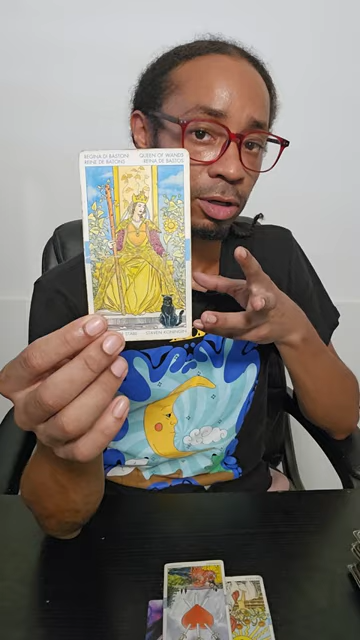 REGINA DI BASTONI
REINE DE BATONS
QUEEN OF WANDS
REINA DE BASTOS